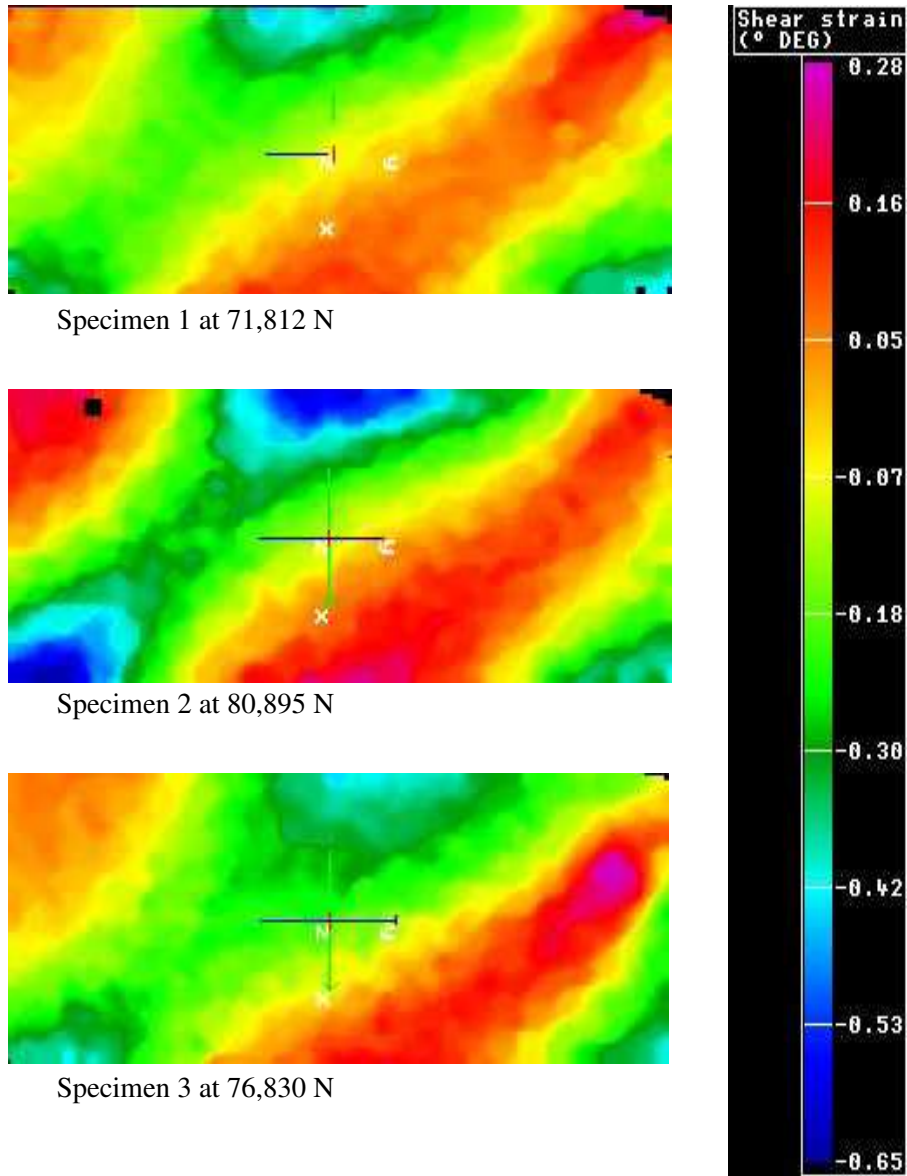 Specimen 1 at 71,812 N
Specimen 2 at 80,895 N
Specimen 3 at 76,830 N
Shear strain
(° DEG)
0.28
0.16
0.05
-0.07
-0.18
-0.30
-0.42
-0.53
-0.65